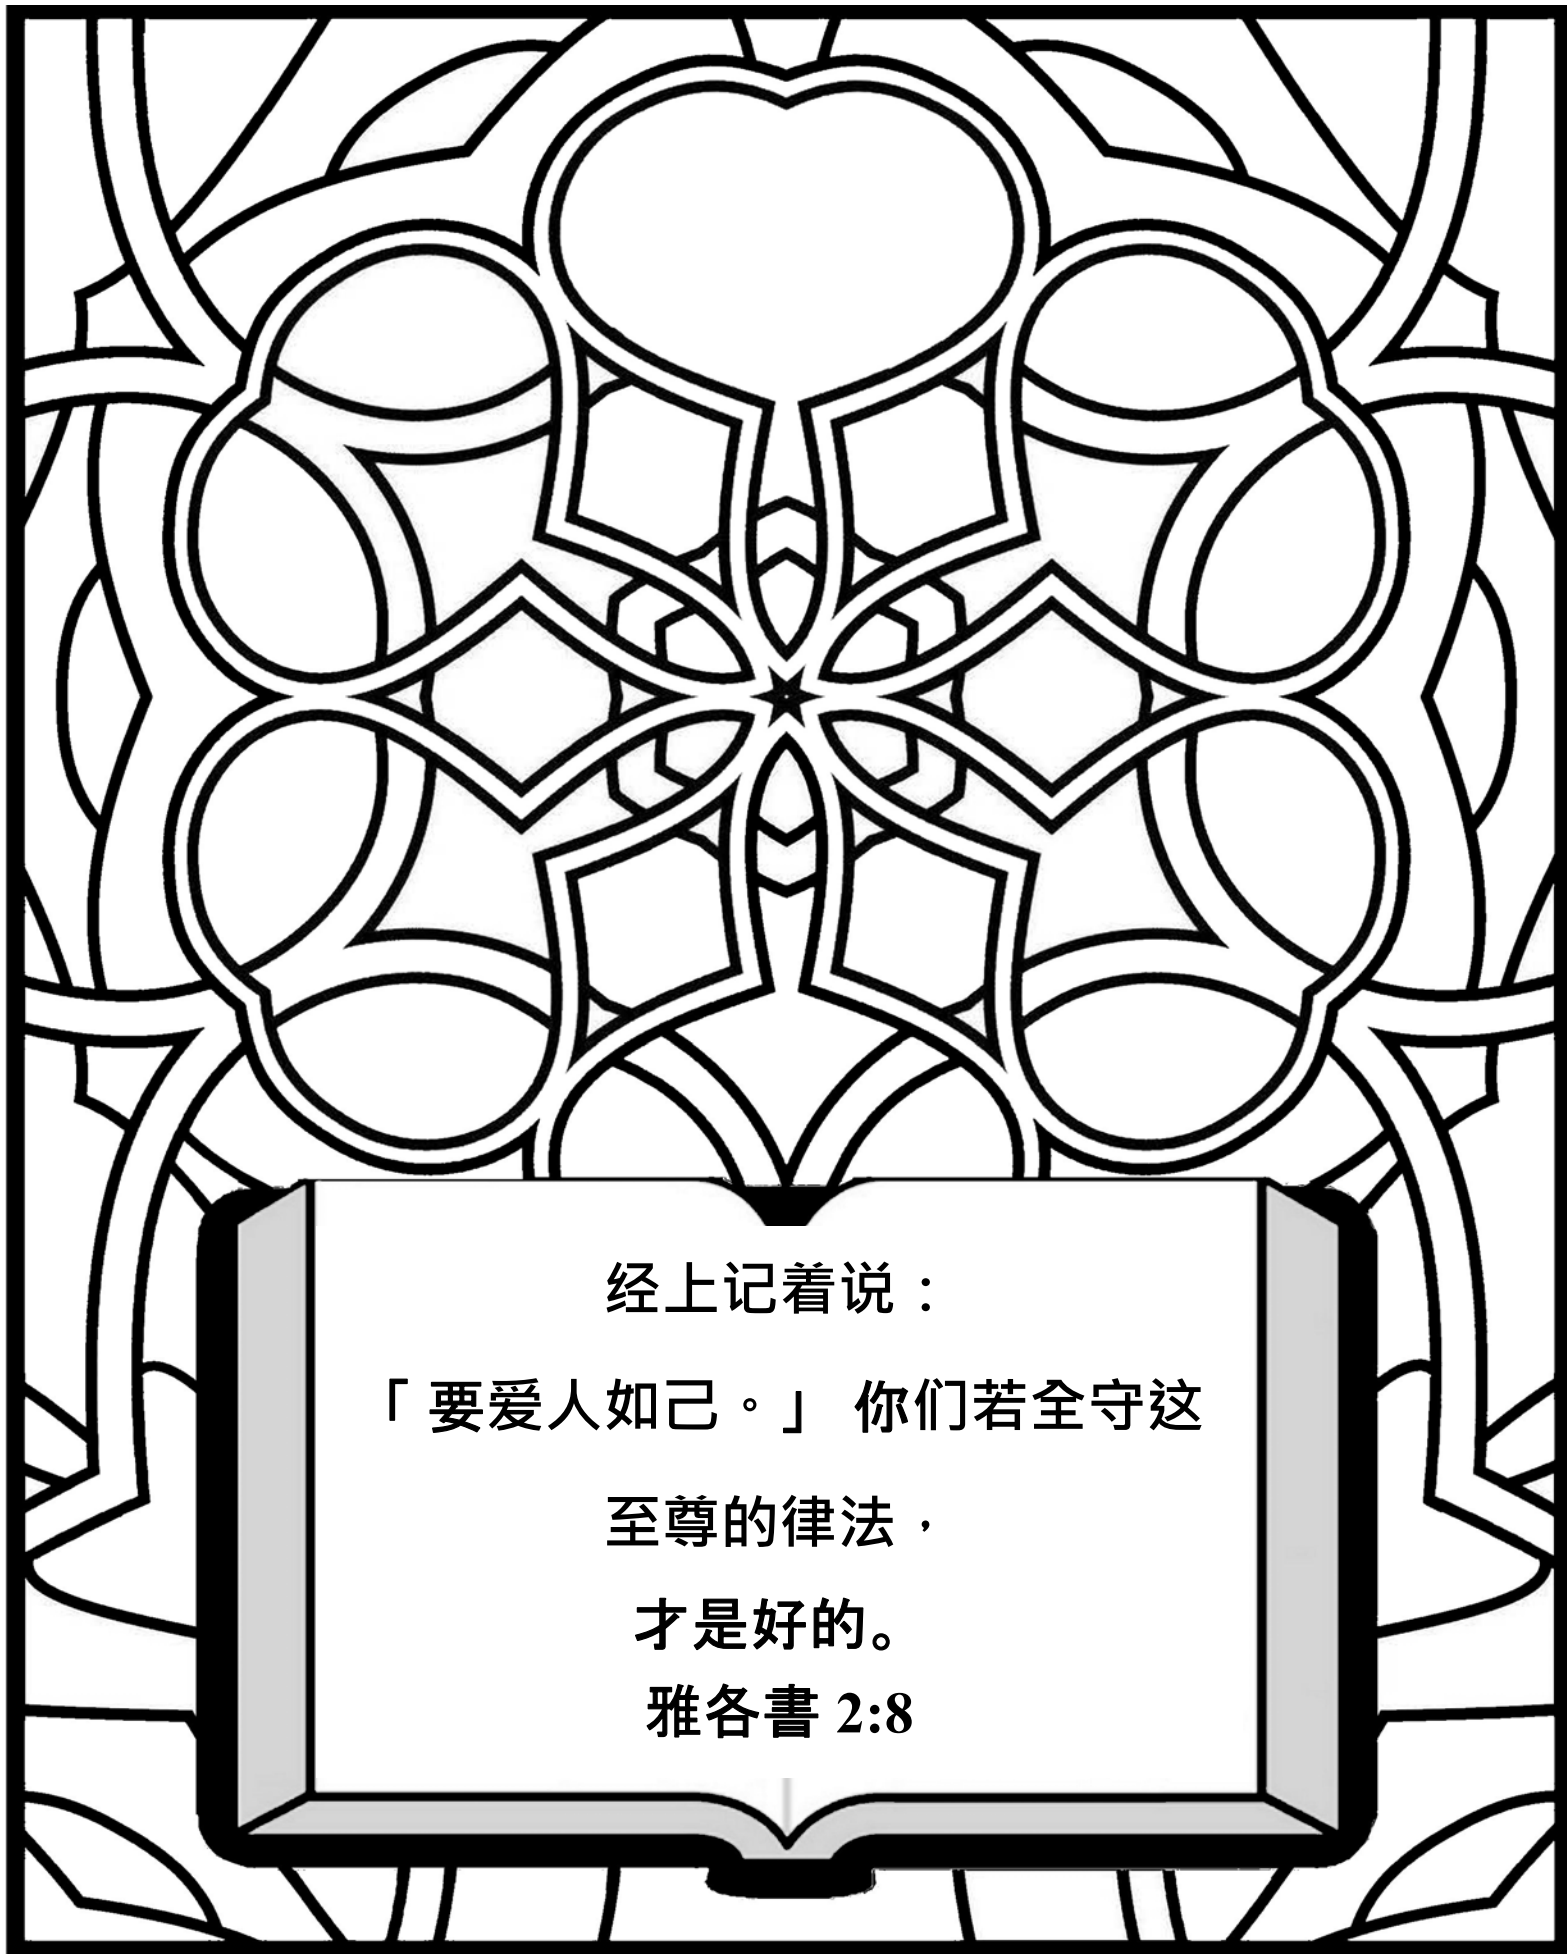 经上记着说：
「要爱人如己。」 你们若全守这
至尊的律法，
才是好的。
雅各書 2:8